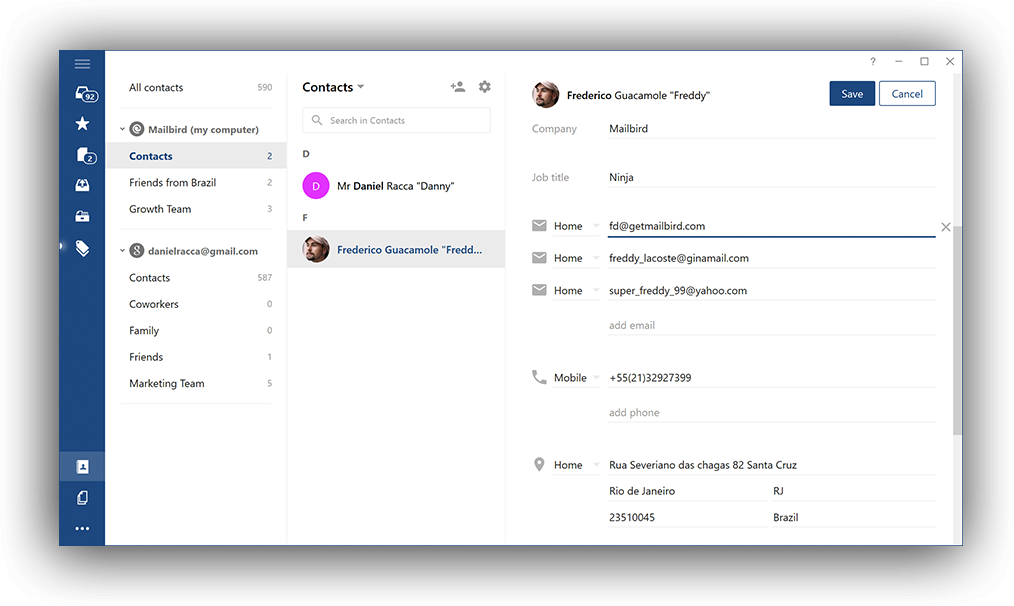 ?
92
2
All contacts 590
Mailbird (my computer)
Contacts 2
Friends from Brazil 2
Growth Team 3
danielracca@gmail.com
Contacts 587
Coworkers 0
Family 0
Friends 1
Marketing Team 5
Contacts
Search in Contacts
D
D Mr Daniel Racca "Danny"
F
Frederico Guacamole "Fredd...
Frederico Guacamole "Freddy"
Save Cancel
Company Mailbird
Job title Ninja
Home fd@getmailbird.com
Home freddy_lacoste@ginamail.com
Home super_freddy_99@yahoo.com
add email
Mobile +55(21)32927399
add phone
Home Rua Severiano das chagas 82 Santa Cruz
Rio de Janeiro RJ
23510045 Brazil